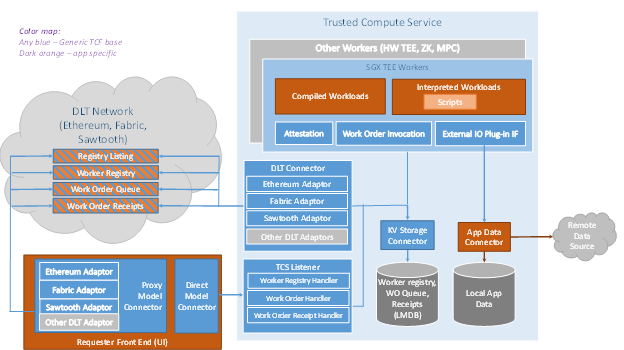 Color map:
Any blue – Generic TCF base
Dark orange – app specific
Trusted Compute Service
Other Workers (HW TEE, ZK, MPC)
SGX TEE Workers
Compiled Workloads
Interpreted Workloads
Scripts
Attestation
Work Order Invocation
External IO Plug-in IF
DLT Network
(Ethereum, Fabric,
Sawtooth)
Registry Listing
Worker Registry
Work Order Queue
Work Order Receipts
DLT Connector
Ethereum Adaptor
Fabric Adaptor
Sawtooth Adaptor
Other DLT Adaptors
KV Storage
Connector
App Data
Connector
Remote
Data
Source
TCS Listener
Worker Registry Handler
Work Order Handler
Work Order Receipt Handler
Worker registry,
WO Queue,
Receipts
(LMDB)
Local App
Data
Ethereum Adaptor
Fabric Adaptor
Sawtooth Adaptor
Other DLT Adaptor
Proxy
Model
Connector
Direct
Model
Connector
Requester Front End (UI)